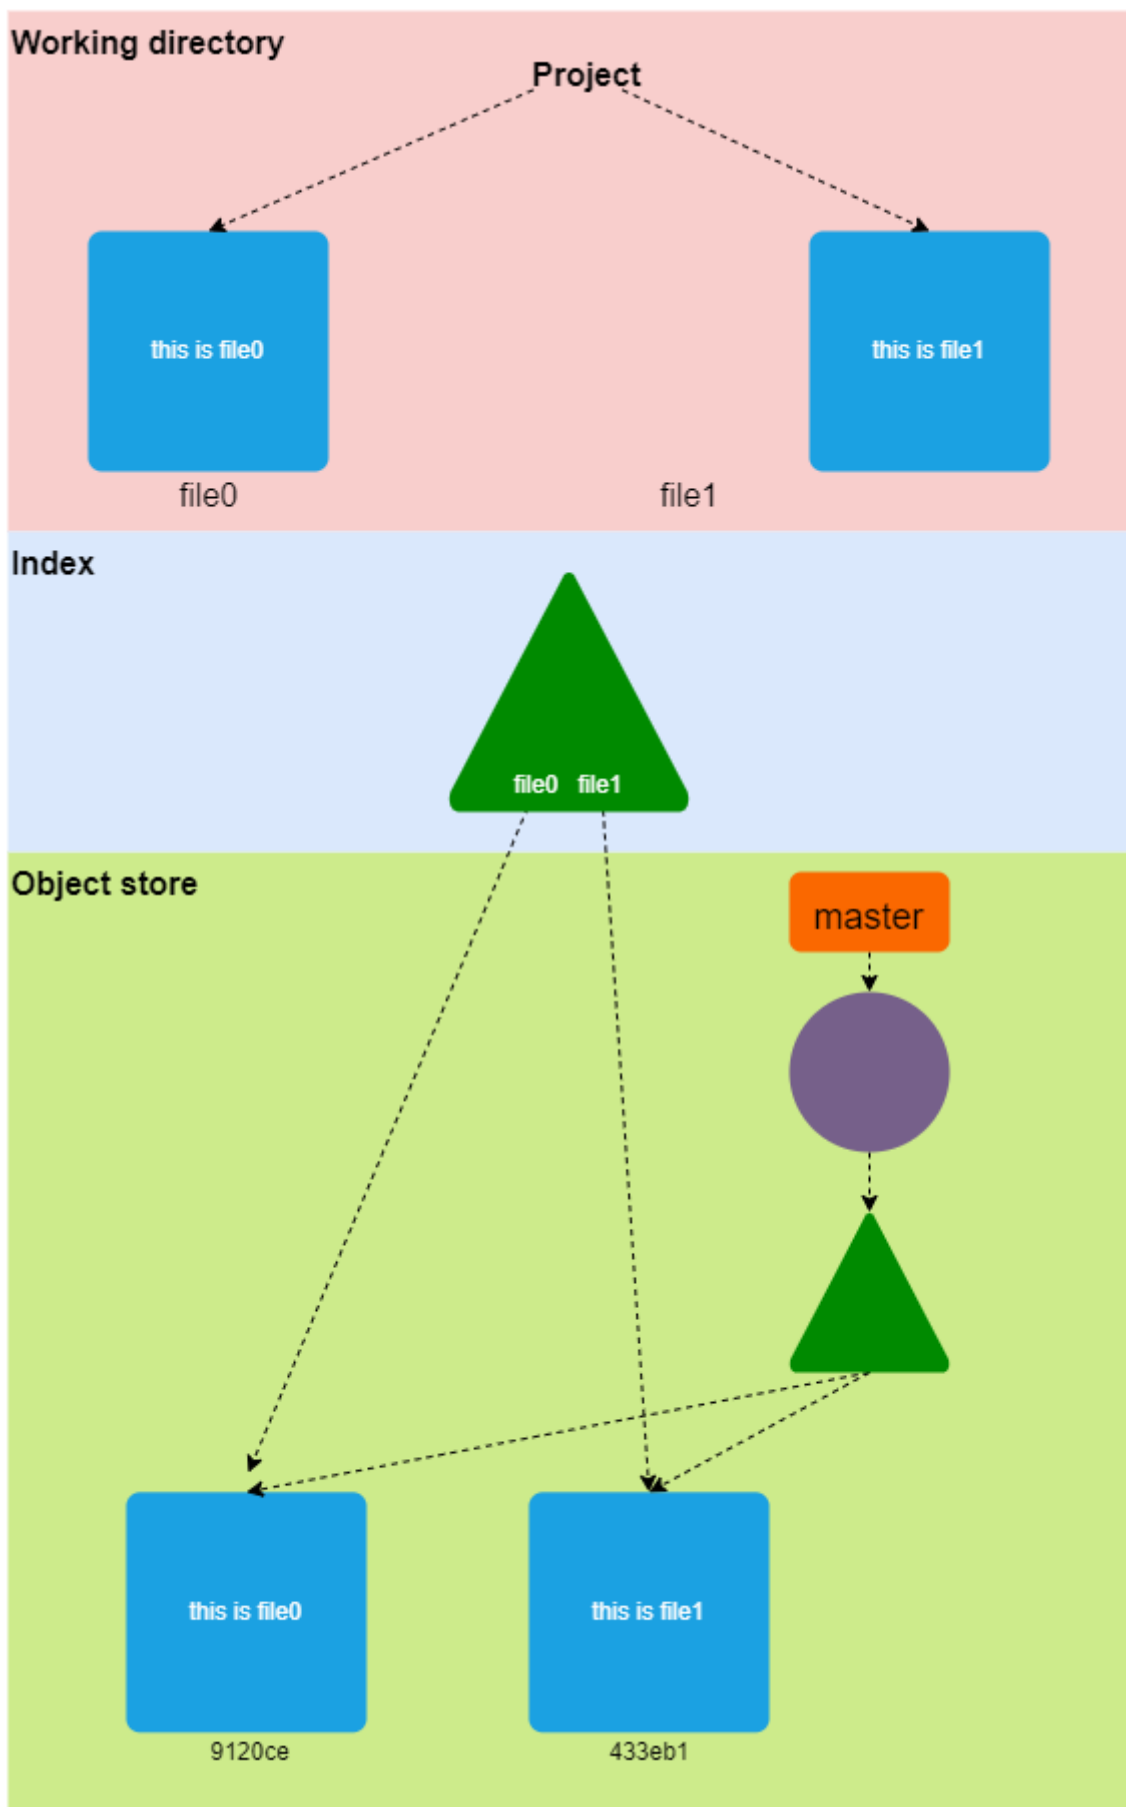 Working directory
Project
this is file0
this is file1
file0
file1
Index
file0 file1
Object store
master
this is file0
this is file1
9120ce
433eb1